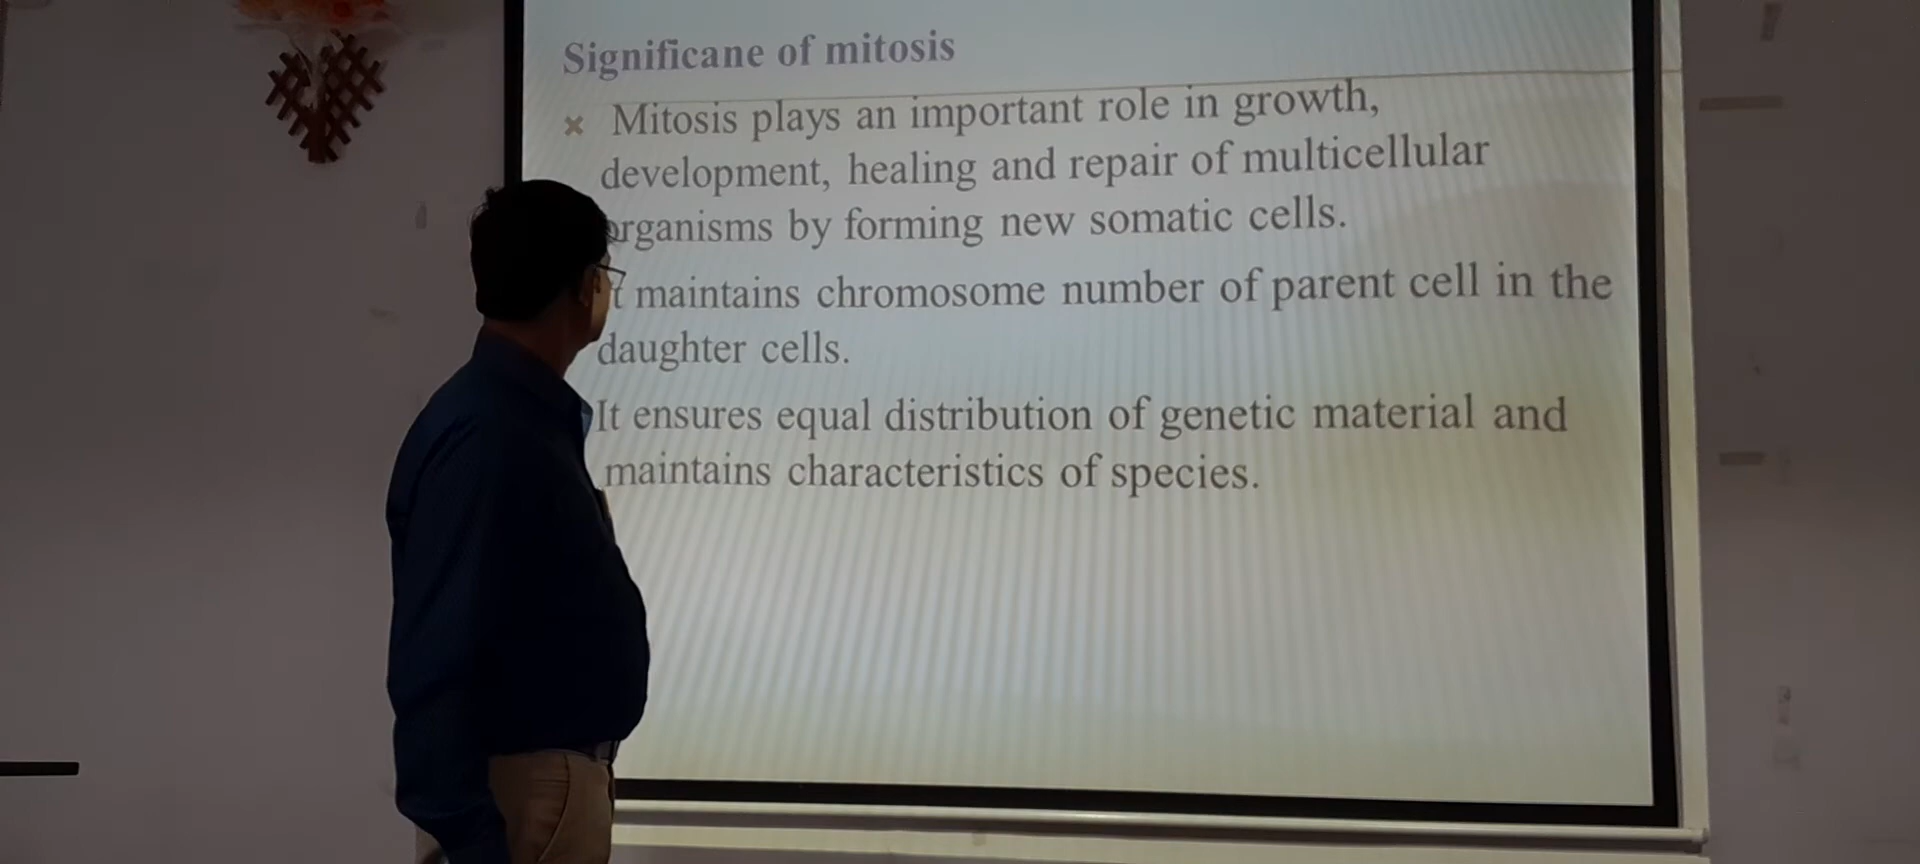 Significane of mitosis
× Mitosis plays an important role in growth,
development, healing and repair of multicellular
organisms by forming new somatic cells.
It maintains chromosome number of parent cell in the
daughter cells.
It ensures equal distribution of genetic material and
maintains characteristics of species.